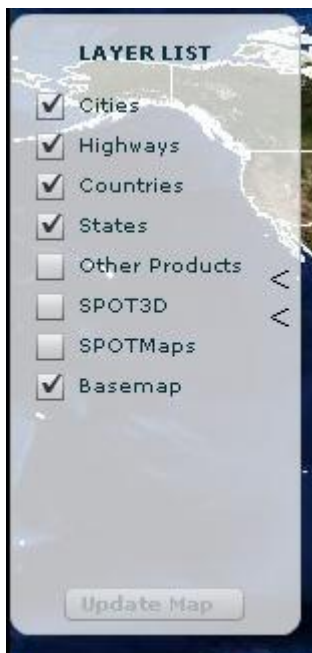 LAYER LIST
Cities
Highways
Countries
States
Other Products
<
SPOT3D
<
SPOTMaps
Basemap
Update Map